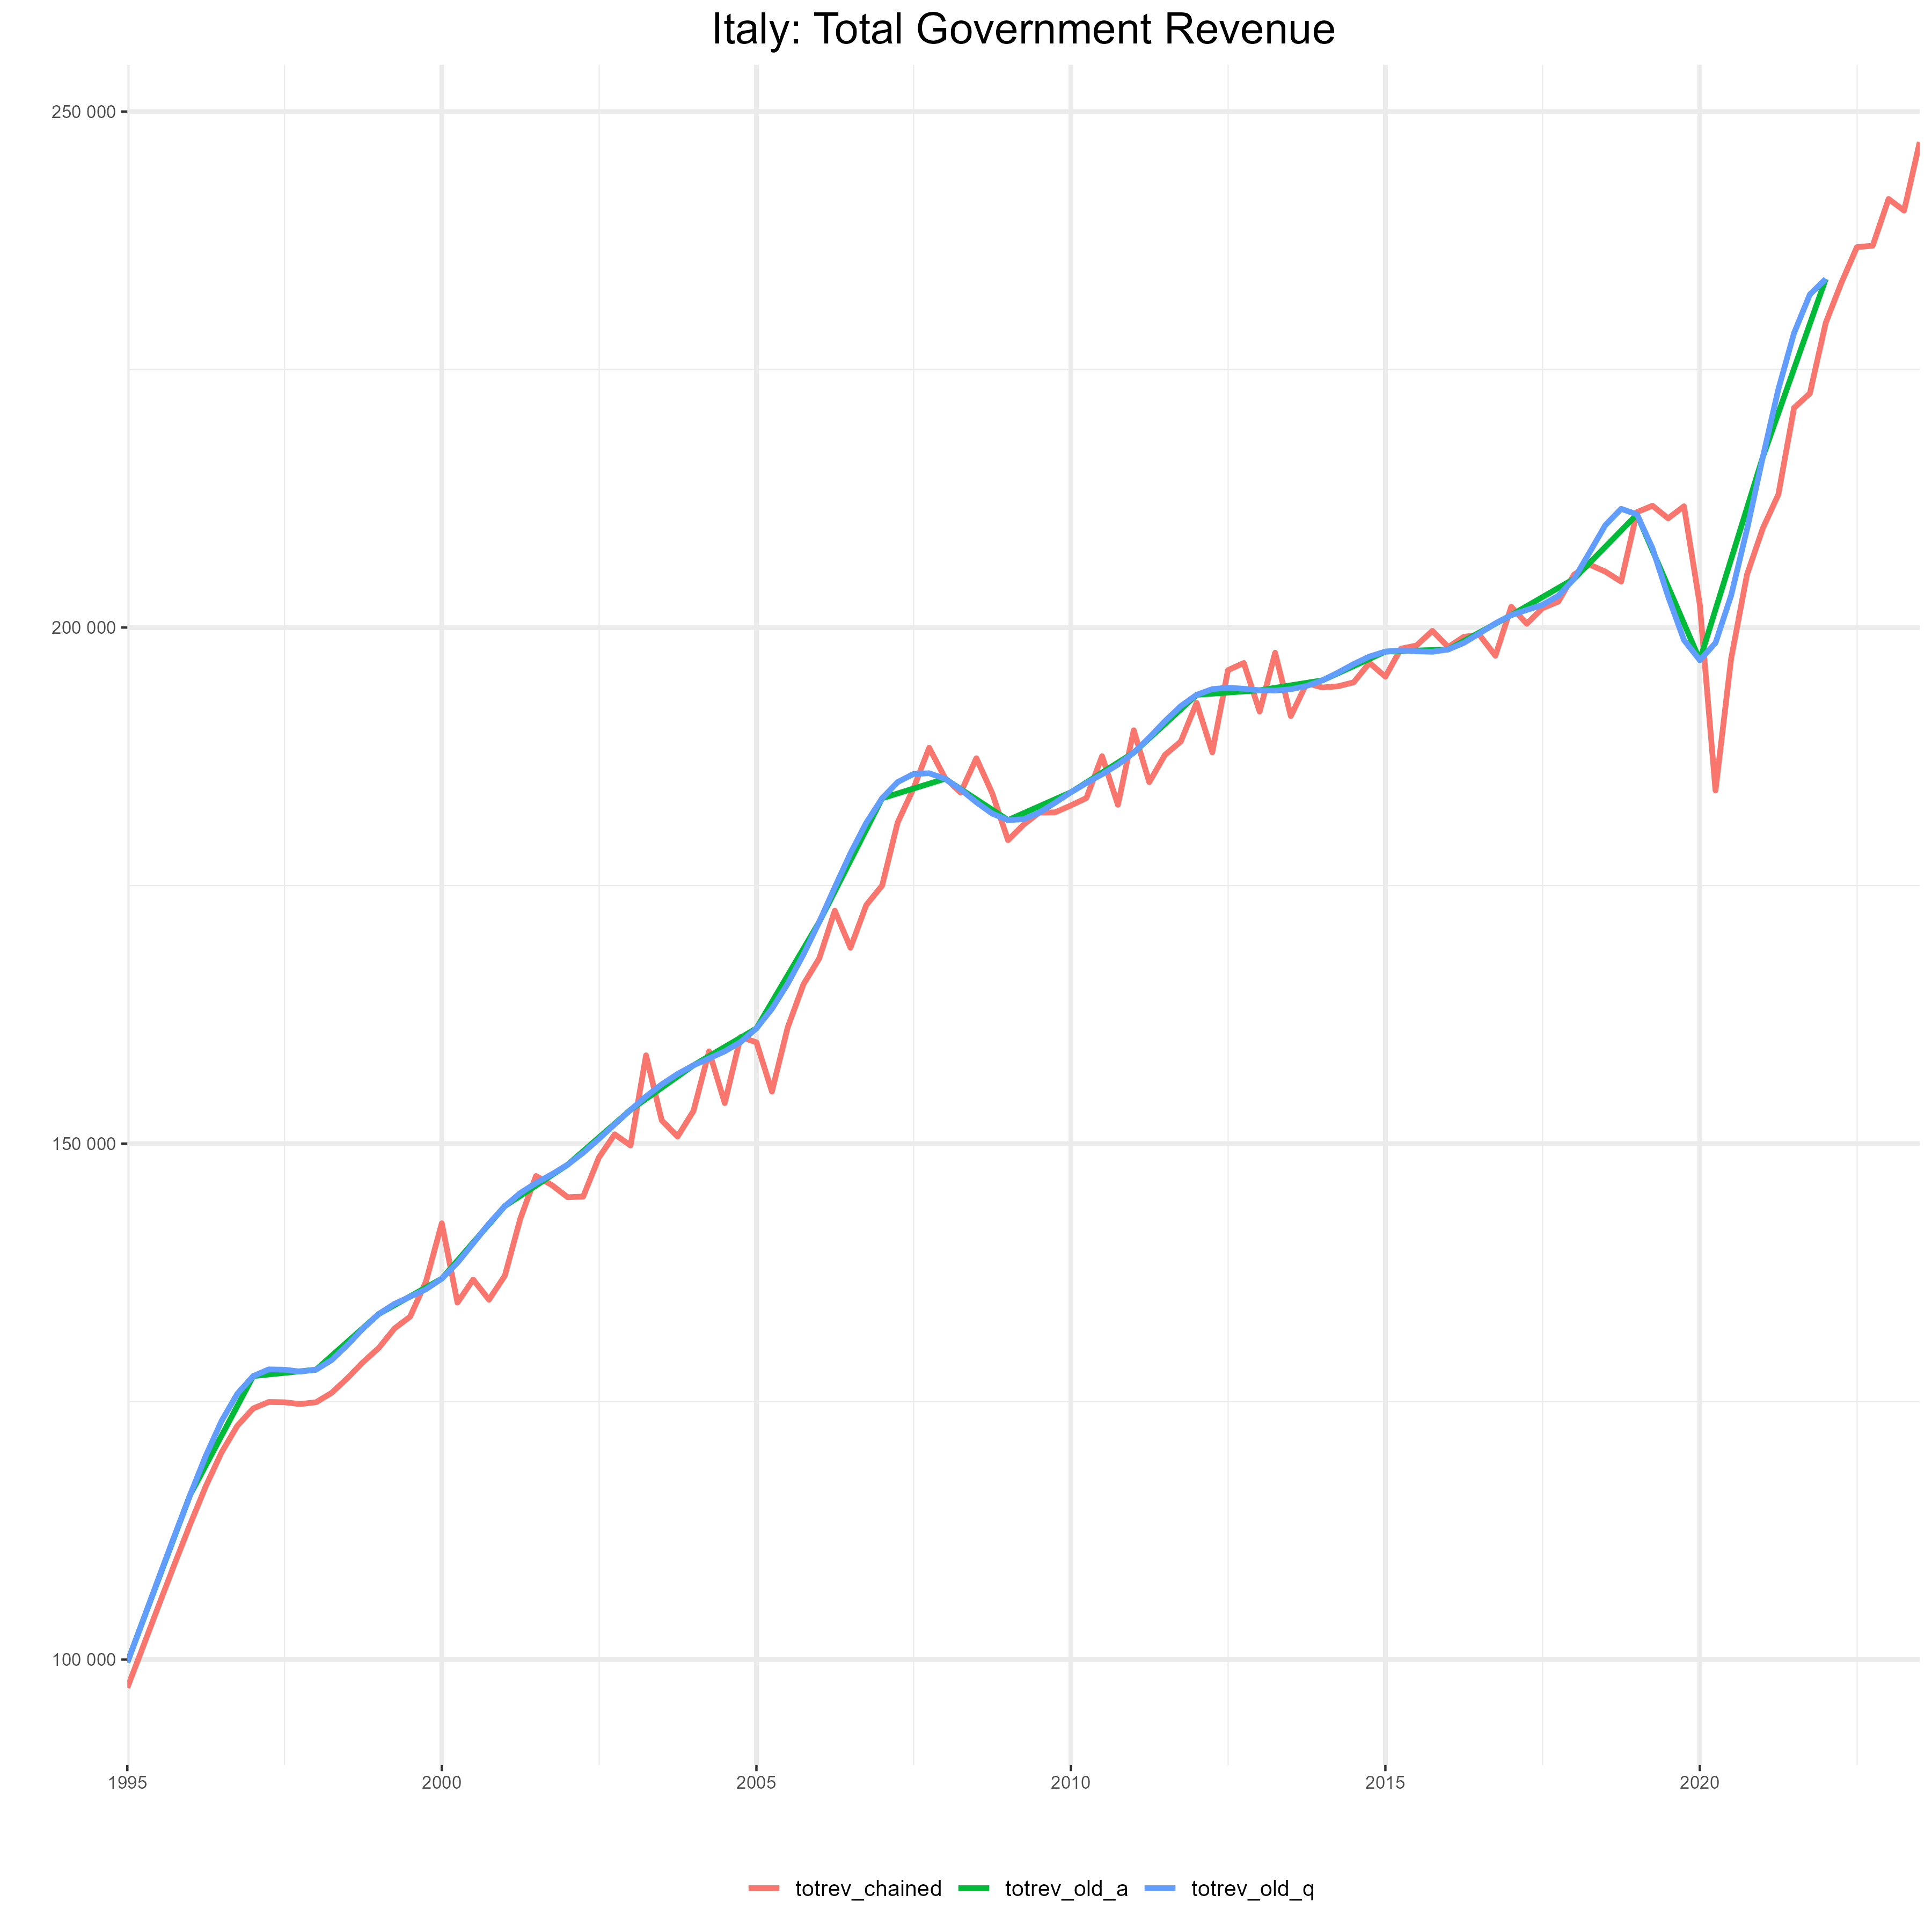 Italy: Total Government Revenue
250 000
200 000
150 000
100 000
1995 2000 2005 2010 2015 2020
totrev_chained totrev_old_a totrev_old_q